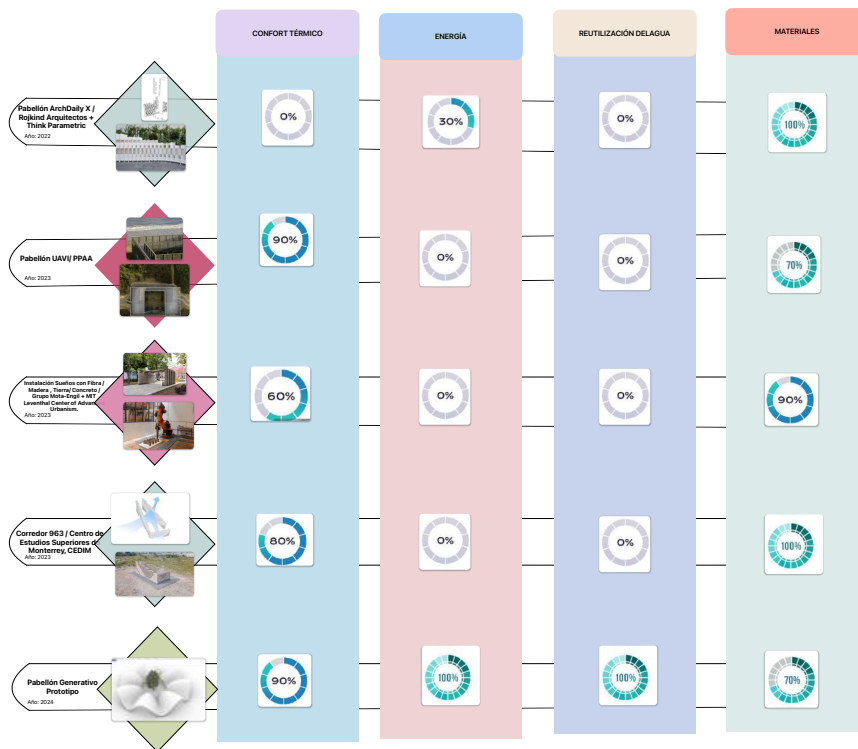 CONFORT TÉRMICO
ENERGÍA
REUTILIZACIÓN DELAGUA
MATERIALES
Pabellón ArchDaily X /
Rojkind Arquitectos +
Think Parametric
Año: 2022
0%
30%
0%
100%
Pabellón UAVI/ PPAA
Año: 2023
90%
0%
0%
70%
Instalación Sueños con Fibra /
Madera , Tierra/ Concreto /
Grupo Mota-Engil + MIT
Leventhal Center of Advan
Urbanism.
Año: 2023
60%
0%
0%
90%
Corredor 963 / Centro de
Estudios Superiores d
Monterrey, CEDIM
Año: 2023
80%
0%
0%
100%
Pabellón Generativo
Prototipo
Año: 2024
90%
100%
100%
70%